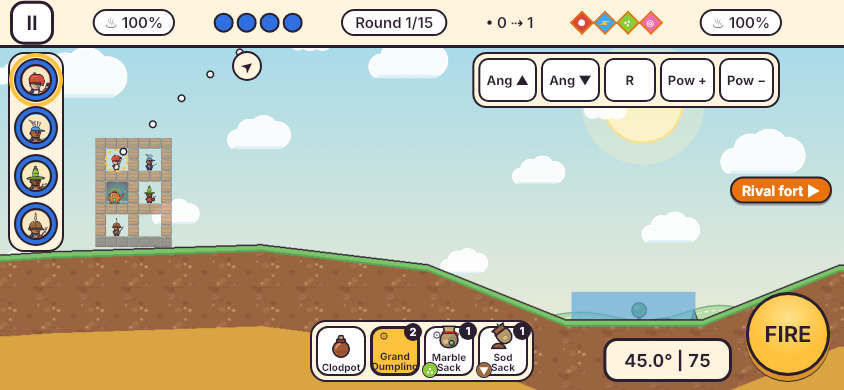 100%
Round 1/15
• 0 ⇢ 1
100%
Ang ▲
Ang ▼
R
Pow +
Pow −
Rival fort ▶
Clodpot
2
Grand
Dumpling
1
Marble
Sack
1
Sod
Sack
45.0° | 75
FIRE